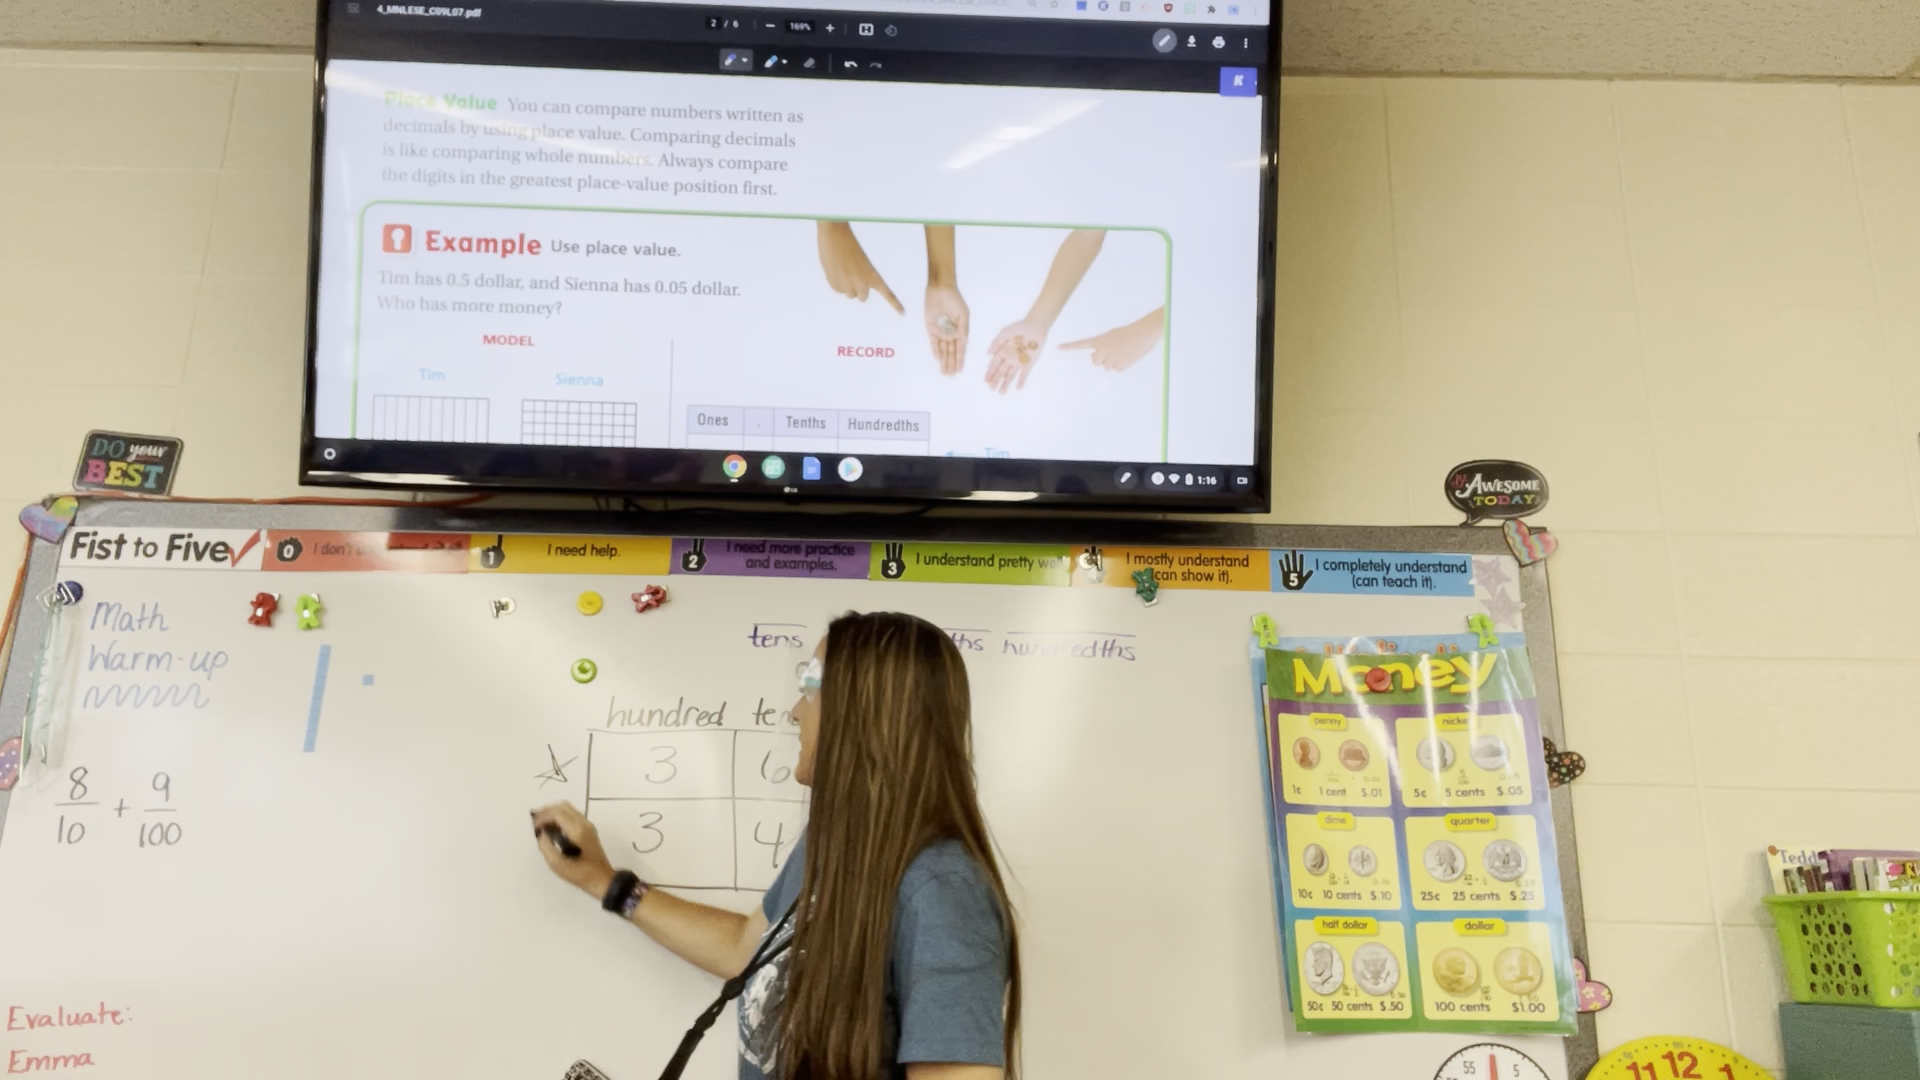 4_MNLESE_C09L07.pdf
2 / 6
169%
Place Value You can compare numbers written as
decimals by using place value. Comparing decimals
is like comparing whole numbers. Always compare
the digits in the greatest place-value position first.
Example Use place value.
Tim has 0.5 dollar, and Sienna has 0.05 dollar.
Who has more money?
MODEL
RECORD
Tim
Sienna
Ones . Tenths Hundredths
Tim
1:16
LG
DO your
BEST
AWESOME
TODAY
Fist to Five
0 I don't
1 I need help.
2 I need more practice
and examples.
3 I understand pretty
I mostly understand
(can show it).
5 I completely understand
(can teach it).
Math
Warm-up
8/10 + 9/100
tens
ths hundredths
hundred
3 6
3 4
Evaluate:
Emma
Money
penny
1¢ 1 cent $.01
5¢ 5 cents $.05
dime
10¢ 10 cents $.10
quarter
25¢ 25 cents $.25
half dollar
50¢ 50 cents $.50
dollar
100 cents $1.00
Tedd
55 5
11 12 1